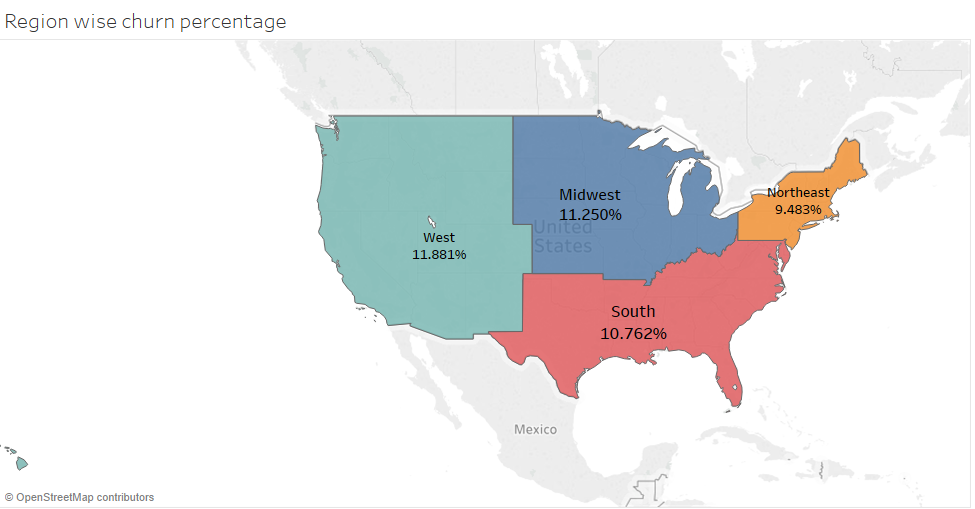 Region wise churn percentage
Northeast
9.483%
Midwest
11.250%
United
States
West
11.881%
South
10.762%
Mexico
© OpenStreetMap contributors